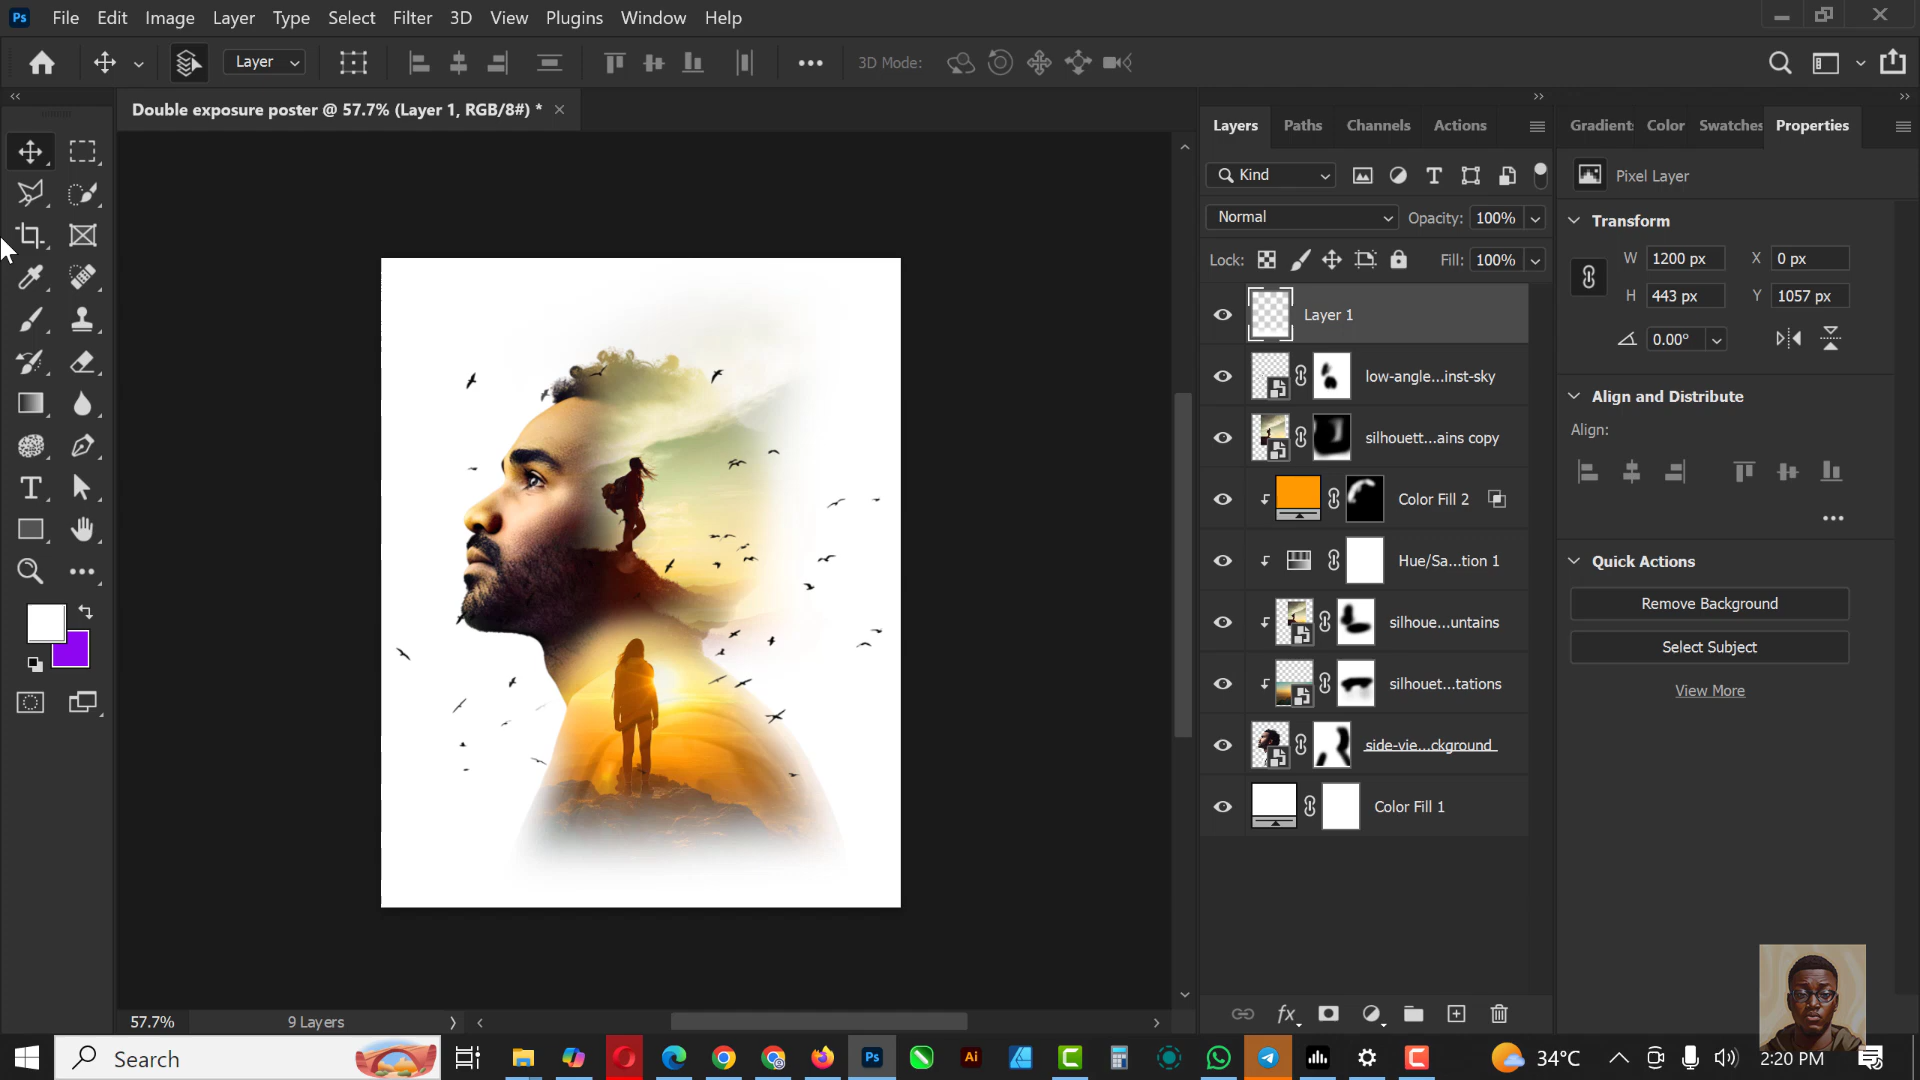 Ps File Edit Image Layer Type Select Filter 3D View Plugins Window Help
Layer 3D Mode:
Double exposure poster @ 57.7% (Layer 1, RGB/8#) *
Layers Paths Channels Actions
Kind
Normal Opacity: 100%
Lock: Fill: 100%
Layer 1
low-angle...inst-sky
silhouett...ains copy
Color Fill 2
Hue/Sa...tion 1
silhoue...untains
silhouet...tations
side-vie...ckground
Color Fill 1
Gradient Color Swatches Properties
Pixel Layer
Transform
W 1200 px X 0 px
H 443 px Y 1057 px
0.00°
Align and Distribute
Align:
Quick Actions
Remove Background
Select Subject
View More
57.7% 9 Layers
Search
Ps Ai
34°C 2:20 PM